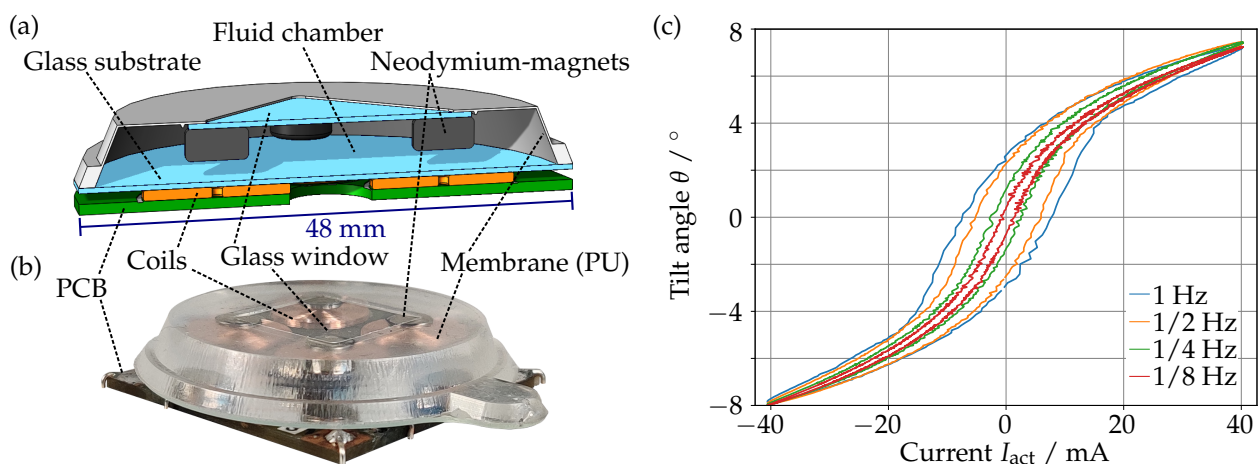 (a)
Fluid chamber
Glass substrate
Neodymium-magnets
48 mm
Coils
Glass window
Membrane (PU)
(b)
PCB
(c)
8
4
0
−4
−8
Tilt angle θ / °
1 Hz
1/2 Hz
1/4 Hz
1/8 Hz
−40
−20
0
20
40
Current Iact / mA